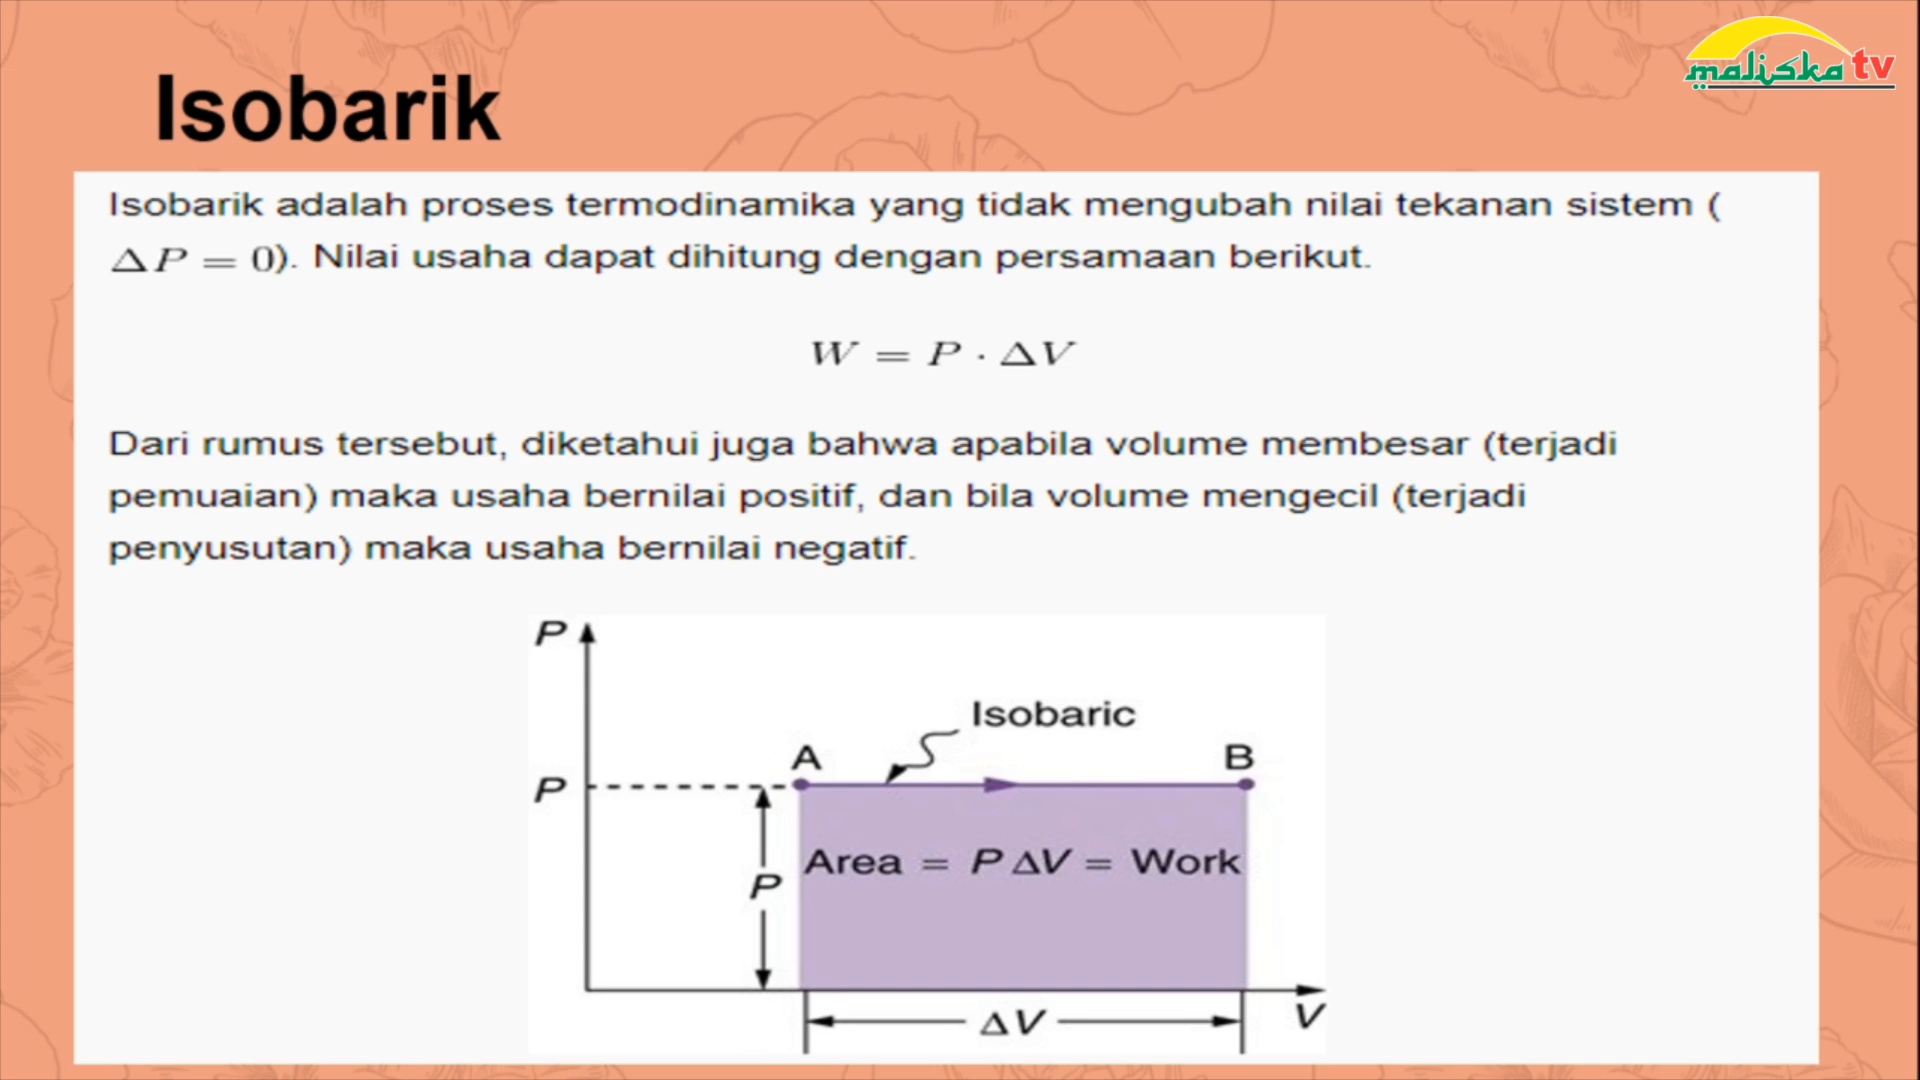 maliska tv
Isobarik
Isobarik adalah proses termodinamika yang tidak mengubah nilai tekanan sistem (
ΔP = 0). Nilai usaha dapat dihitung dengan persamaan berikut.
W = P · ΔV
Dari rumus tersebut, diketahui juga bahwa apabila volume membesar (terjadi
pemuaian) maka usaha bernilai positif, dan bila volume mengecil (terjadi
penyusutan) maka usaha bernilai negatif.
P
Isobaric
A B
P
Area = P ΔV = Work
P
ΔV
V